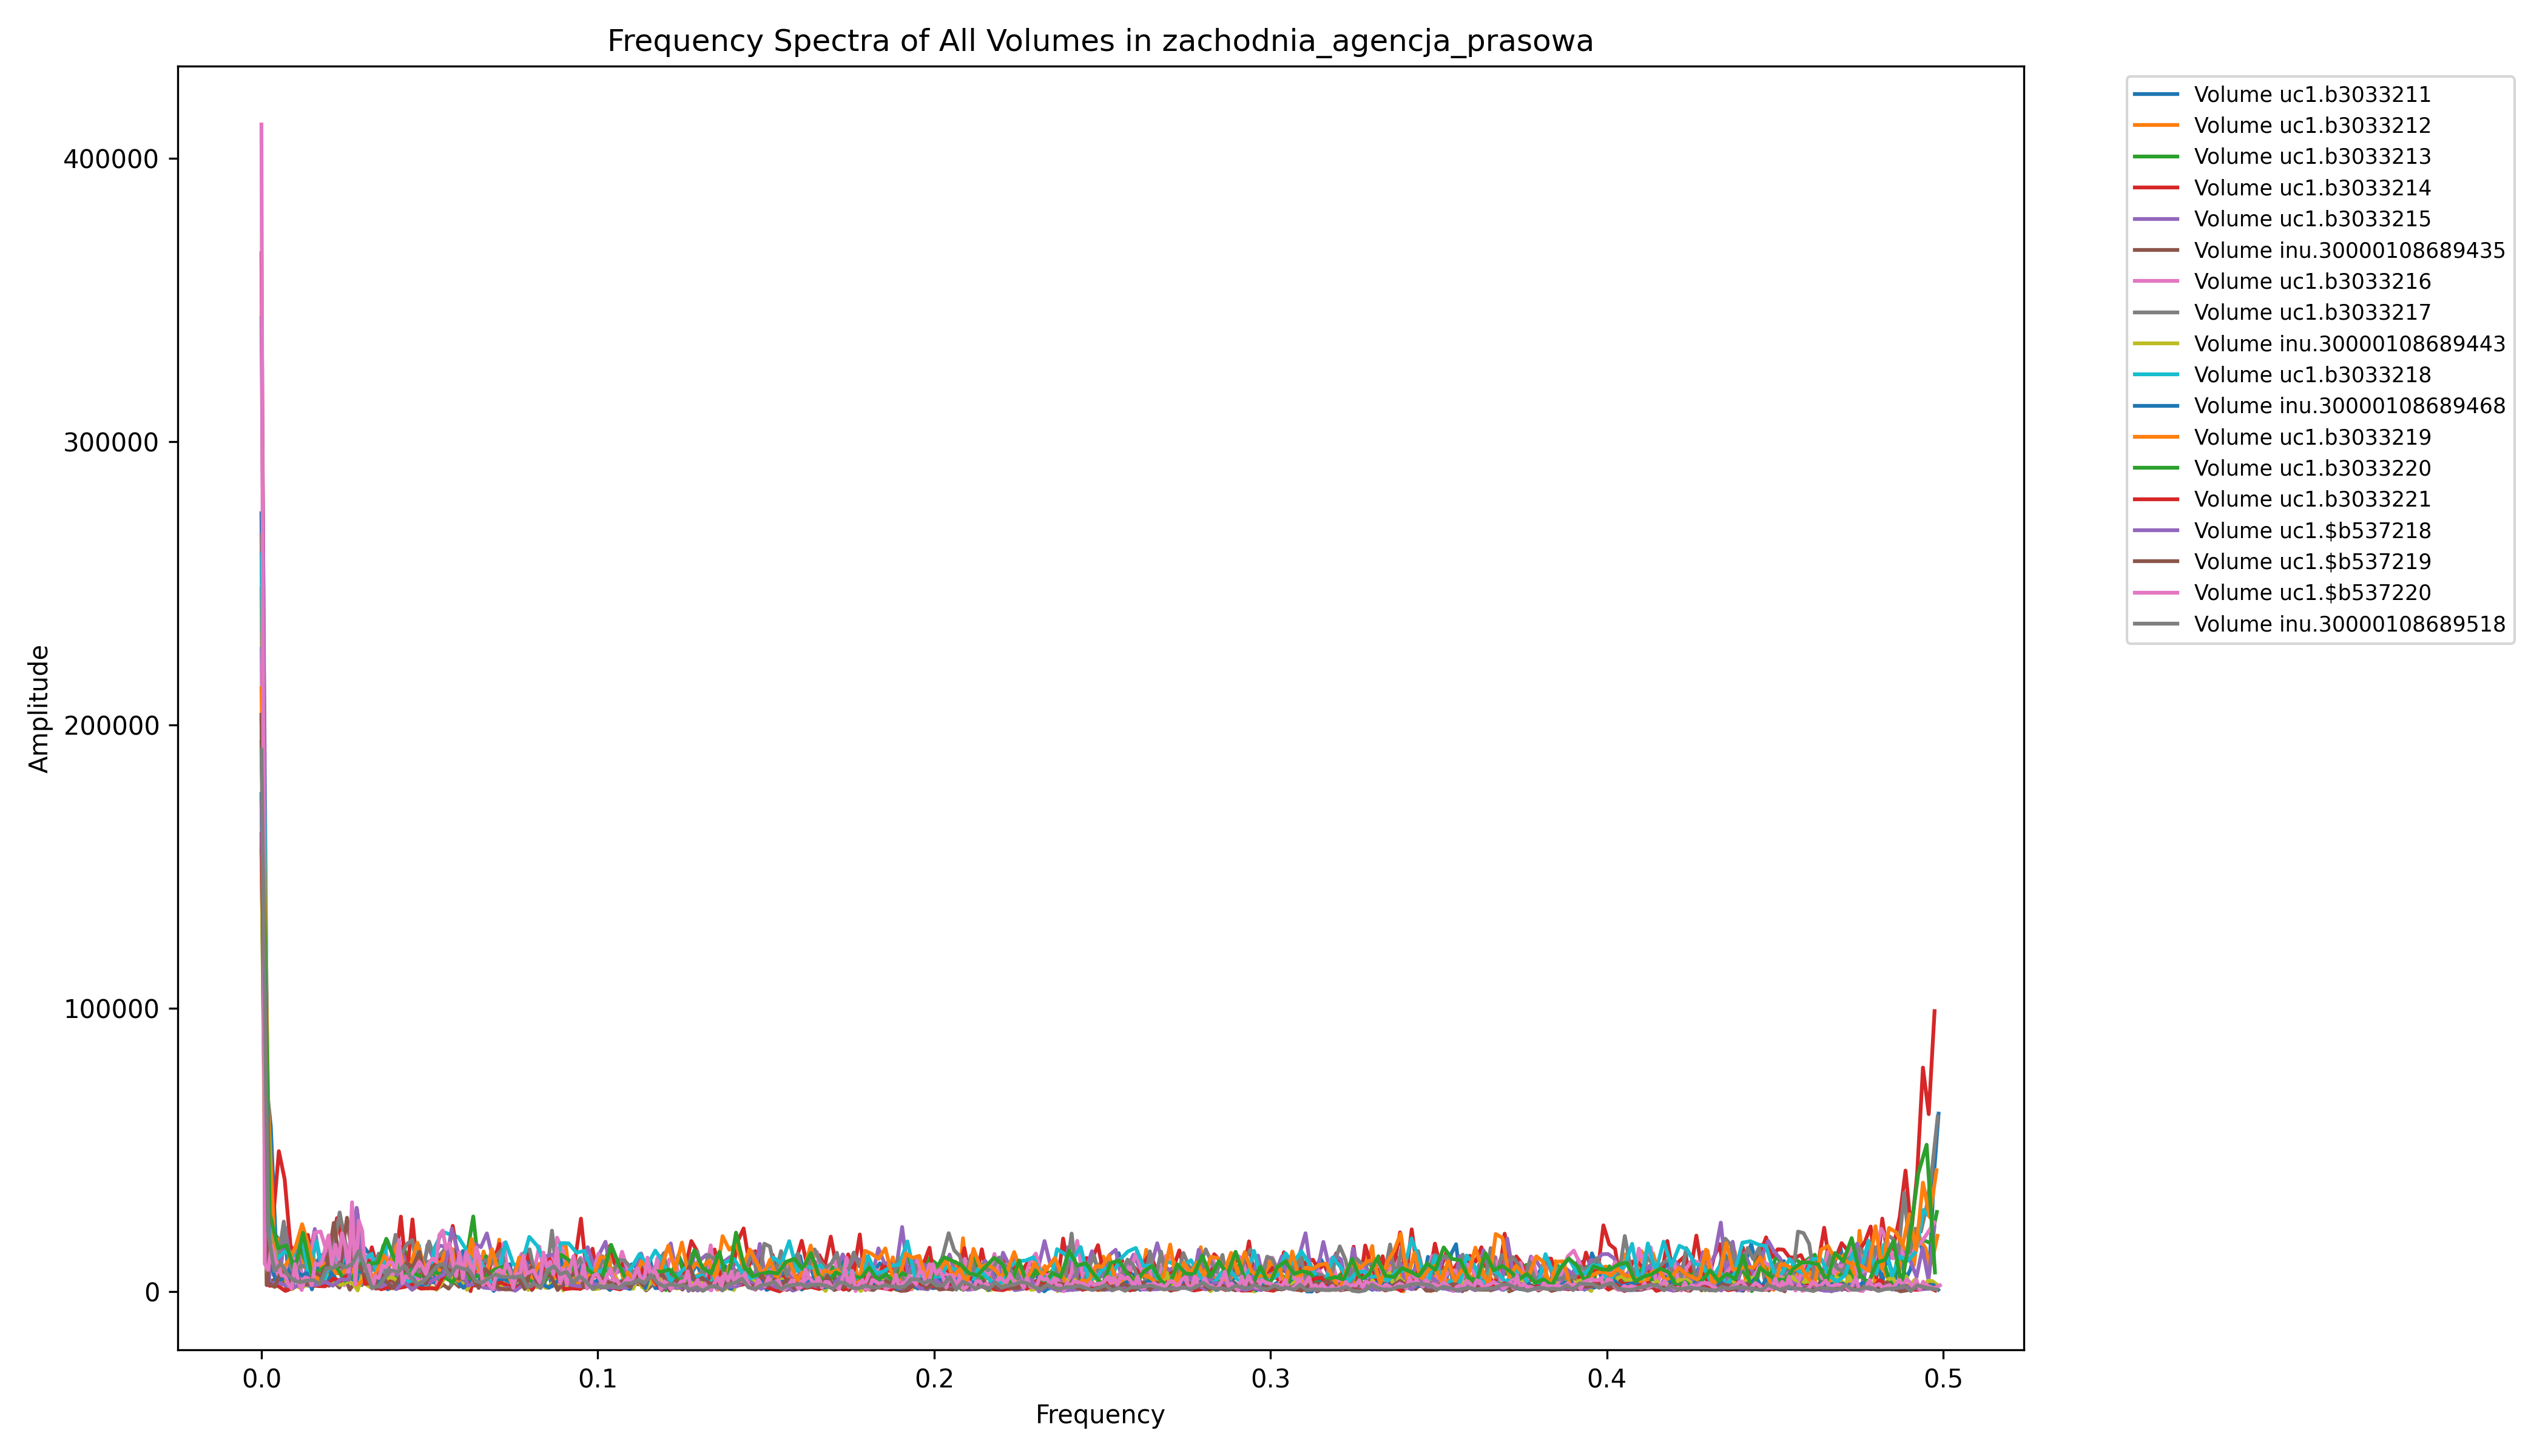 Frequency Spectra of All Volumes in zachodnia_agencja_prasowa
400000
300000
200000
100000
0
Amplitude
0.0 0.1 0.2 0.3 0.4 0.5
Frequency
Volume uc1.b3033211
Volume uc1.b3033212
Volume uc1.b3033213
Volume uc1.b3033214
Volume uc1.b3033215
Volume inu.30000108689435
Volume uc1.b3033216
Volume uc1.b3033217
Volume inu.30000108689443
Volume uc1.b3033218
Volume inu.30000108689468
Volume uc1.b3033219
Volume uc1.b3033220
Volume uc1.b3033221
Volume uc1.$b537218
Volume uc1.$b537219
Volume uc1.$b537220
Volume inu.30000108689518